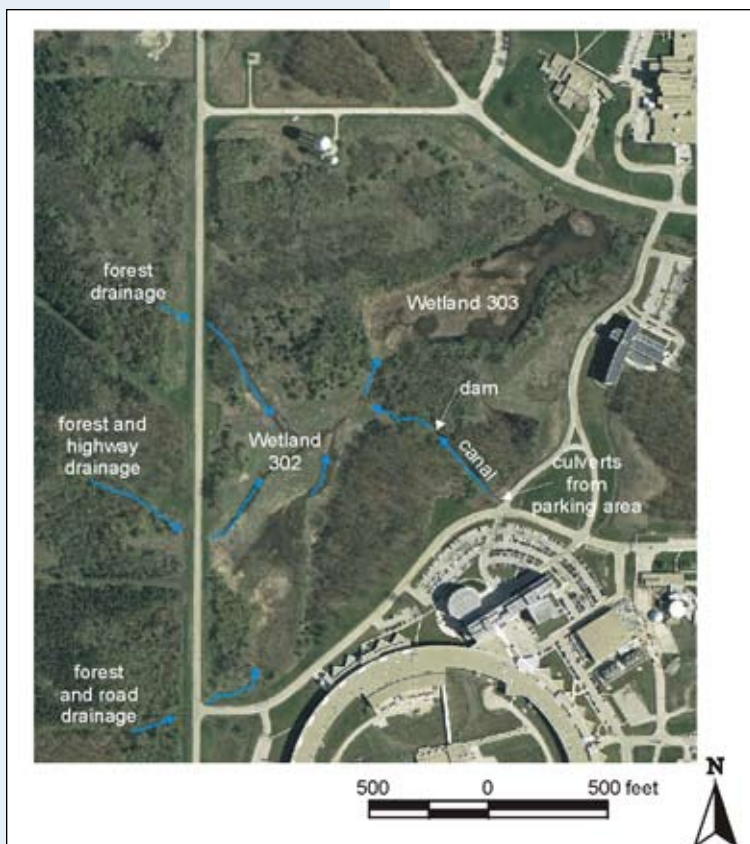 forest
drainage
Wetland 303
dam
forest and
highway
drainage
Wetland
302
canal
culverts
from
parking area
forest
and road
drainage
500 0 500 feet
N